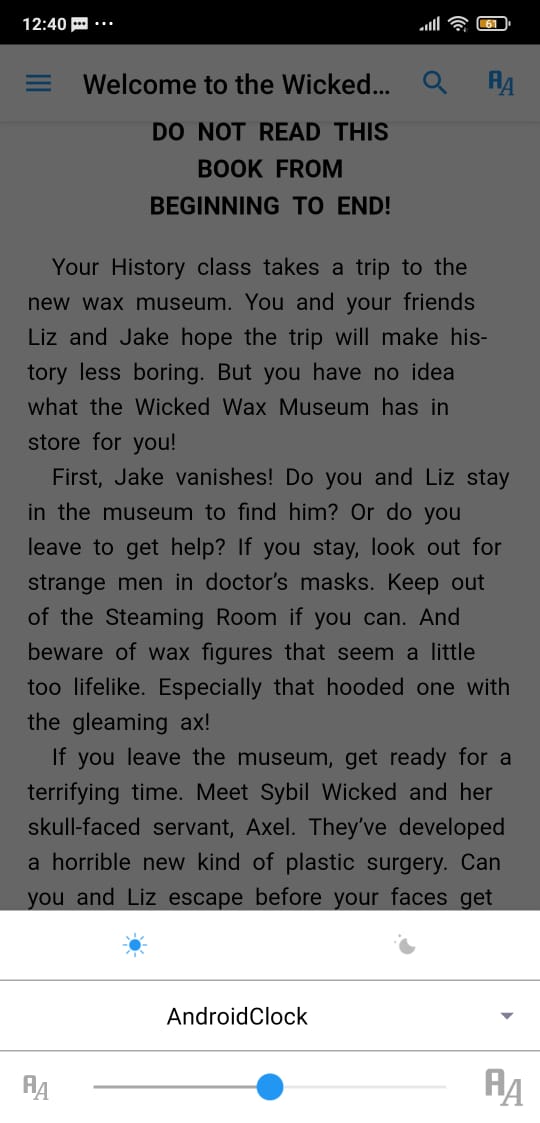 12:40
61
Welcome to the Wicked...
DO NOT READ THIS
BOOK FROM
BEGINNING TO END!
Your History class takes a trip to the
new wax museum. You and your friends
Liz and Jake hope the trip will make his-
tory less boring. But you have no idea
what the Wicked Wax Museum has in
store for you!
First, Jake vanishes! Do you and Liz stay
in the museum to find him? Or do you
leave to get help? If you stay, look out for
strange men in doctor’s masks. Keep out
of the Steaming Room if you can. And
beware of wax figures that seem a little
too lifelike. Especially that hooded one with
the gleaming ax!
If you leave the museum, get ready for a
terrifying time. Meet Sybil Wicked and her
skull-faced servant, Axel. They’ve developed
a horrible new kind of plastic surgery. Can
you and Liz escape before your faces get
AndroidClock